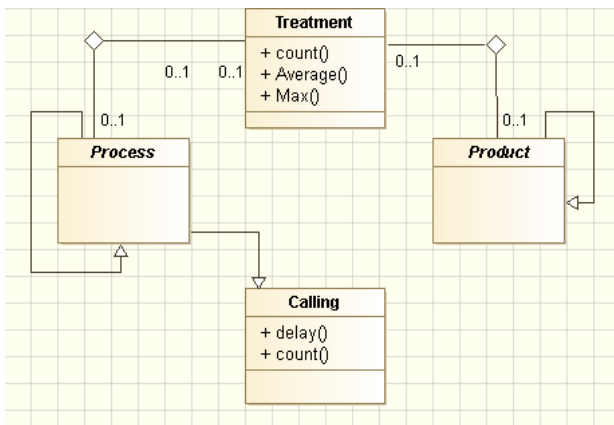 Treatment
+ count()
+ Average()
+ Max()
0..1
0..1
0..1
0..1
0..1
Process
Product
Calling
+ delay()
+ count()